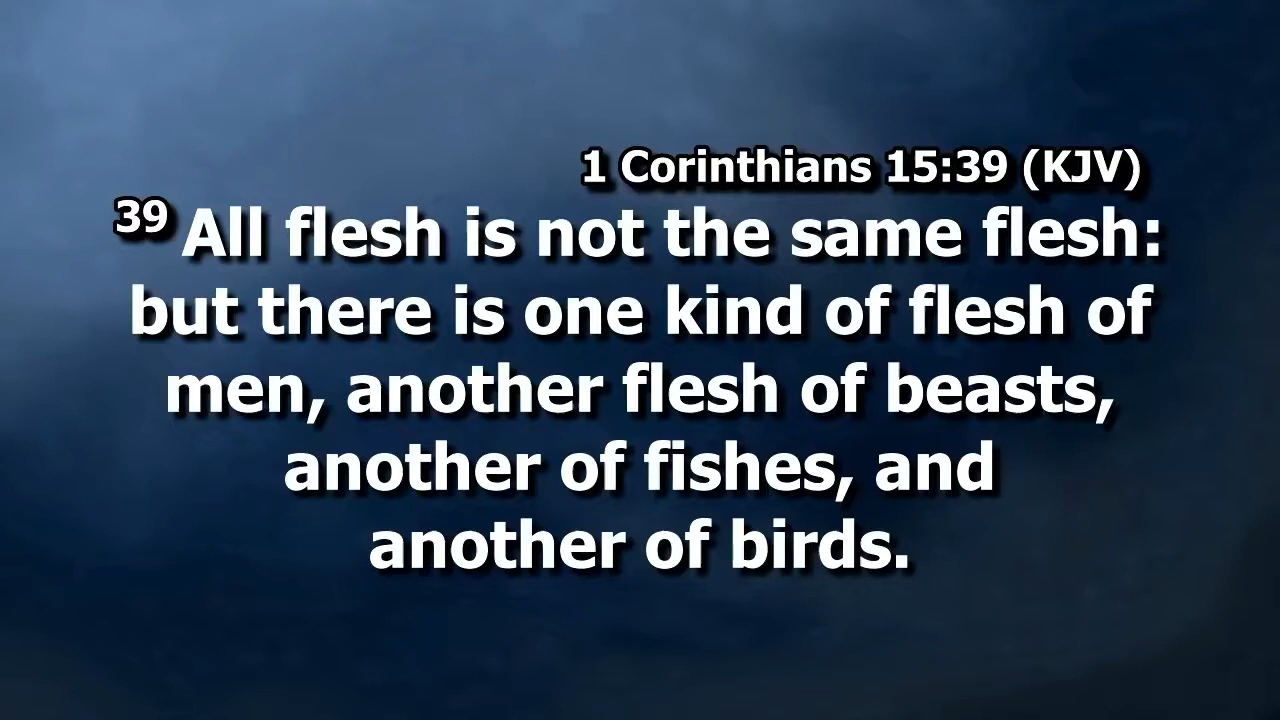 1 Corinthians 15:39 (KJV)
39 All flesh is not the same flesh:
but there is one kind of flesh of
men, another flesh of beasts,
another of fishes, and
another of birds.